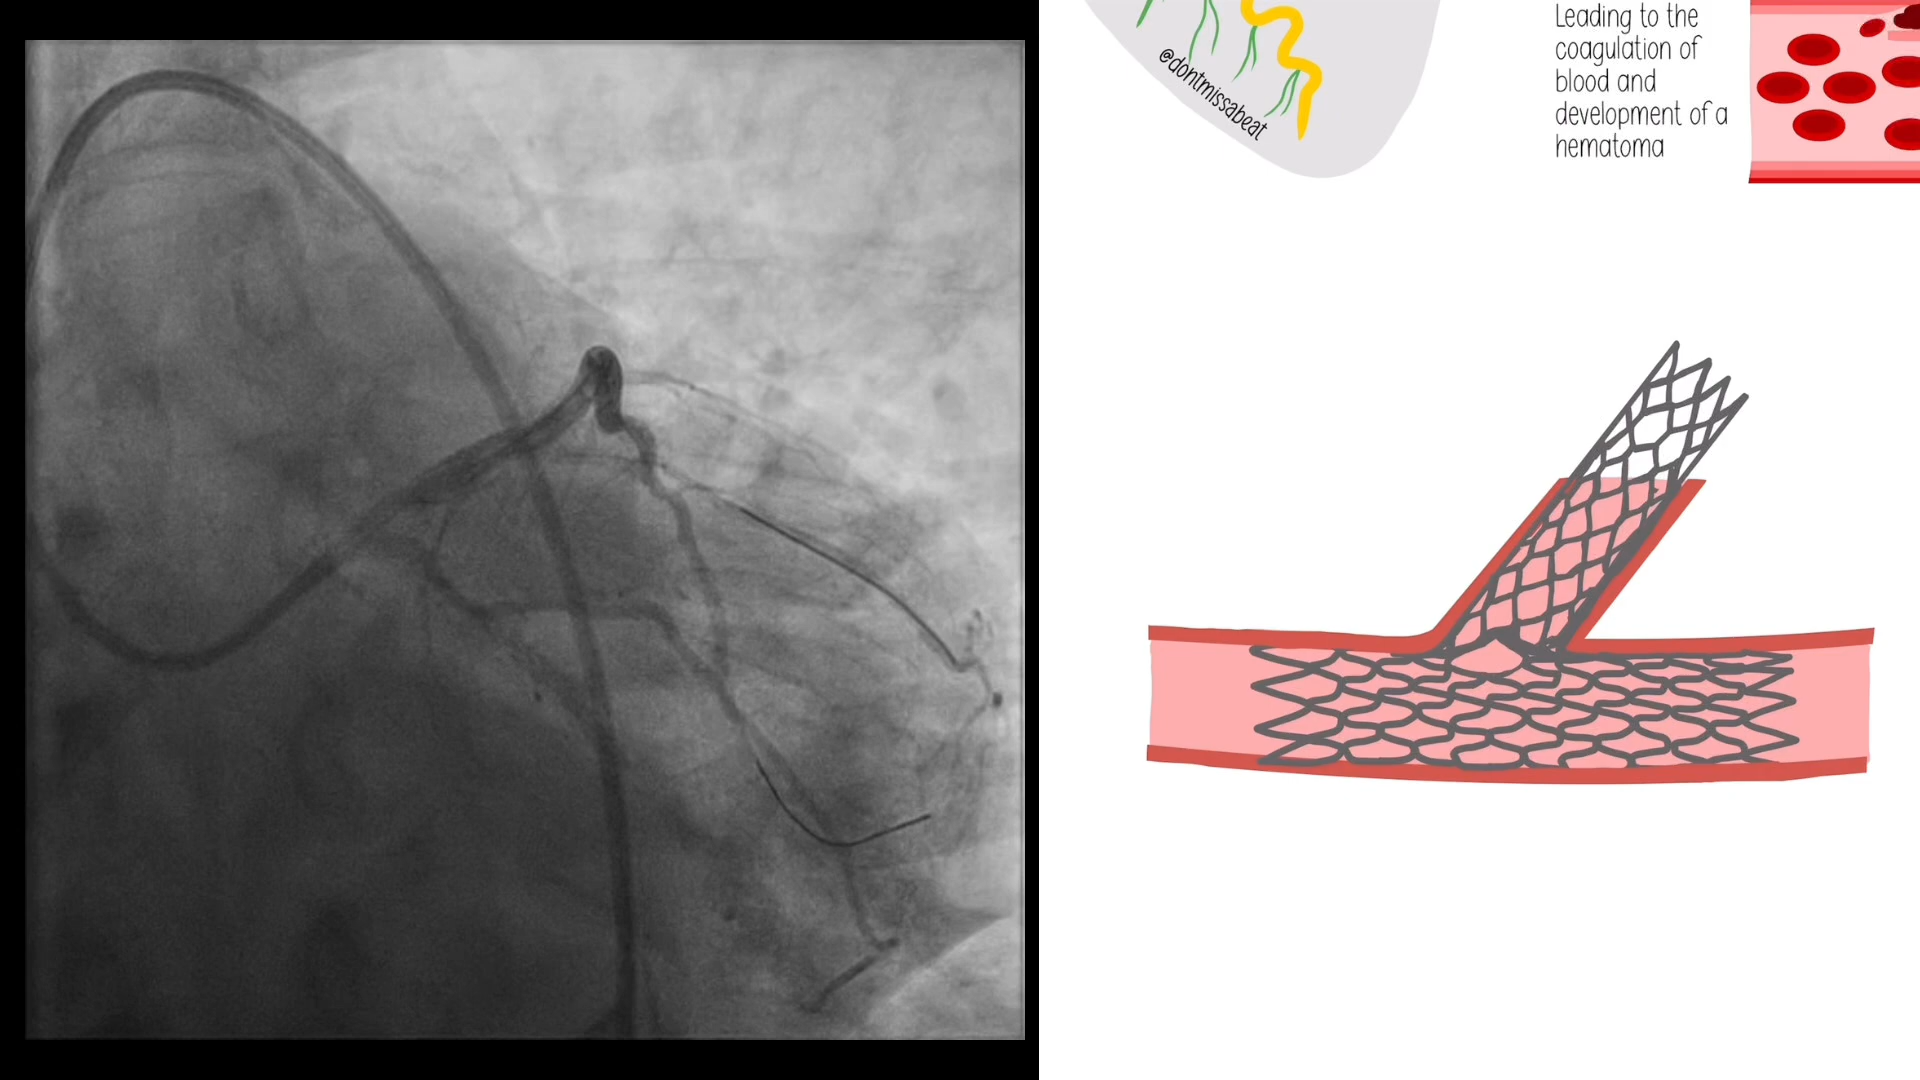 @dontmissabeat
Leading to the
coagulation of
blood and
development of a
hematoma